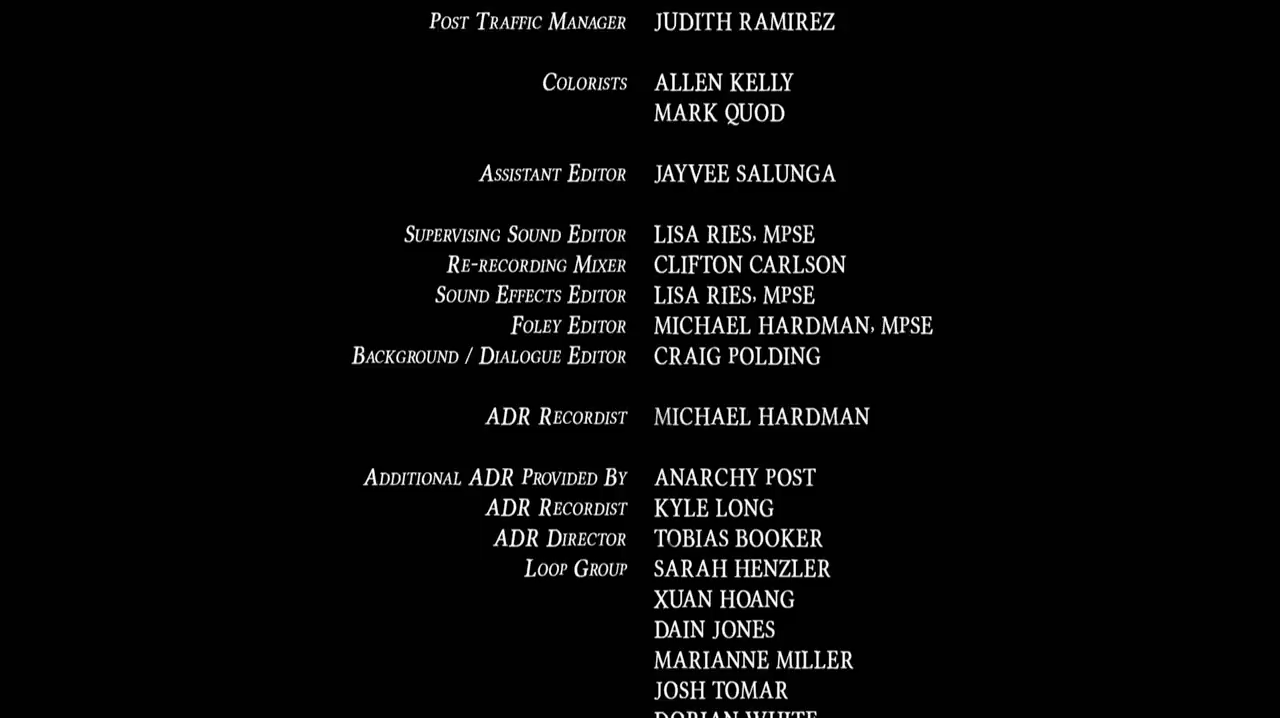 POST TRAFFIC MANAGER JUDITH RAMIREZ
COLORISTS ALLEN KELLY
MARK QUOD
ASSISTANT EDITOR JAYVEE SALUNGA
SUPERVISING SOUND EDITOR LISA RIES, MPSE
RE-RECORDING MIXER CLIFTON CARLSON
SOUND EFFECTS EDITOR LISA RIES, MPSE
FOLEY EDITOR MICHAEL HARDMAN, MPSE
BACKGROUND / DIALOGUE EDITOR CRAIG POLDING
ADR RECORDIST MICHAEL HARDMAN
ADDITIONAL ADR PROVIDED BY ANARCHY POST
ADR RECORDIST KYLE LONG
ADR DIRECTOR TOBIAS BOOKER
LOOP GROUP SARAH HENZLER
XUAN HOANG
DAIN JONES
MARIANNE MILLER
JOSH TOMAR
DORIAN WHITE